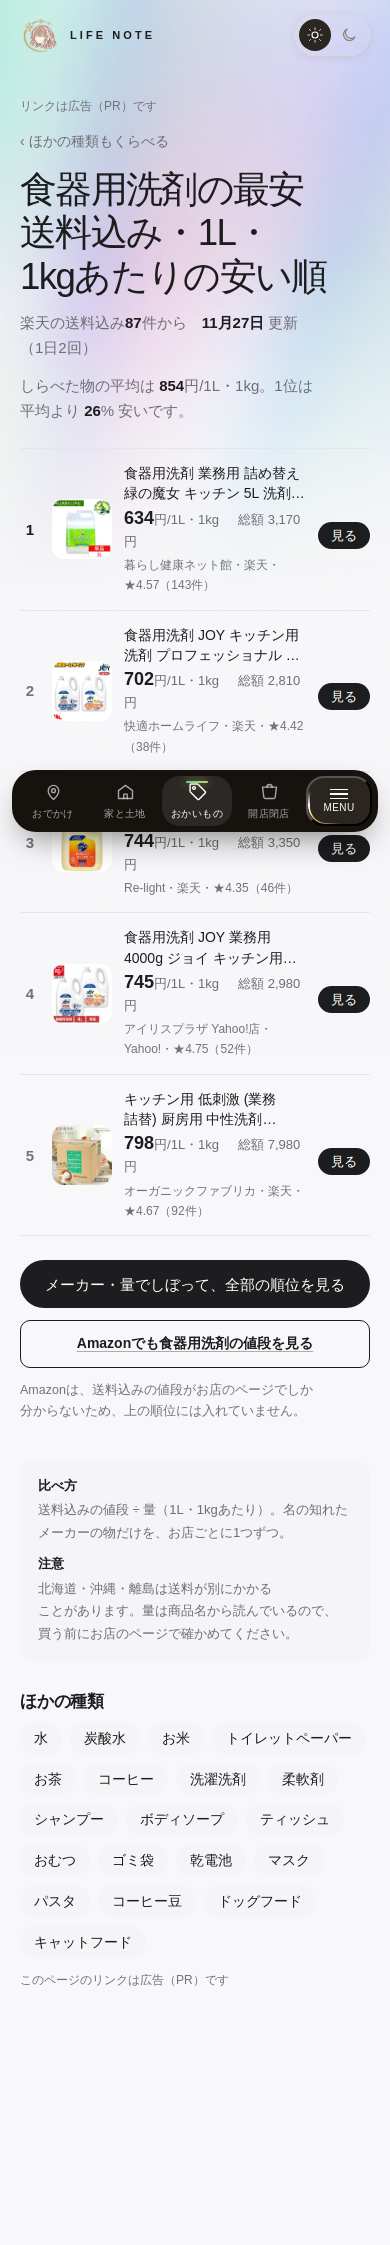 LIFE NOTE
リンクは広告（PR）です
‹ ほかの種類もくらべる
食器用洗剤の最安
送料込み・1L・
1kgあたりの安い順
楽天の送料込み87件から　11月27日 更新
（1日2回）
しらべた物の平均は 854円/1L・1kg。1位は
平均より 26% 安いです。
1
食器用洗剤 業務用 詰め替え
緑の魔女 キッチン 5L 洗剤…
634円/1L・1kg　総額 3,170
円
暮らし健康ネット館・楽天・
★4.57（143件）
見る
2
食器用洗剤 JOY キッチン用
洗剤 プロフェッショナル …
702円/1L・1kg　総額 2,810
円
快適ホームライフ・楽天・★4.42
（38件）
見る
おでかけ
家と土地
おかいもの
開店閉店
MENU
3
744円/1L・1kg　総額 3,350
円
Re-light・楽天・★4.35（46件）
見る
4
食器用洗剤 JOY 業務用
4000g ジョイ キッチン用…
745円/1L・1kg　総額 2,980
円
アイリスプラザ Yahoo!店・
Yahoo!・★4.75（52件）
見る
5
キッチン用 低刺激 (業務
詰替) 厨房用 中性洗剤…
798円/1L・1kg　総額 7,980
円
オーガニックファブリカ・楽天・
★4.67（92件）
見る
メーカー・量でしぼって、全部の順位を見る
Amazonでも食器用洗剤の値段を見る
Amazonは、送料込みの値段がお店のページでしか
分からないため、上の順位には入れていません。
比べ方
送料込みの値段 ÷ 量（1L・1kgあたり）。名の知れた
メーカーの物だけを、お店ごとに1つずつ。
注意
北海道・沖縄・離島は送料が別にかかる
ことがあります。量は商品名から読んでいるので、
買う前にお店のページで確かめてください。
ほかの種類
水
炭酸水
お米
トイレットペーパー
お茶
コーヒー
洗濯洗剤
柔軟剤
シャンプー
ボディソープ
ティッシュ
おむつ
ゴミ袋
乾電池
マスク
パスタ
コーヒー豆
ドッグフード
キャットフード
このページのリンクは広告（PR）です